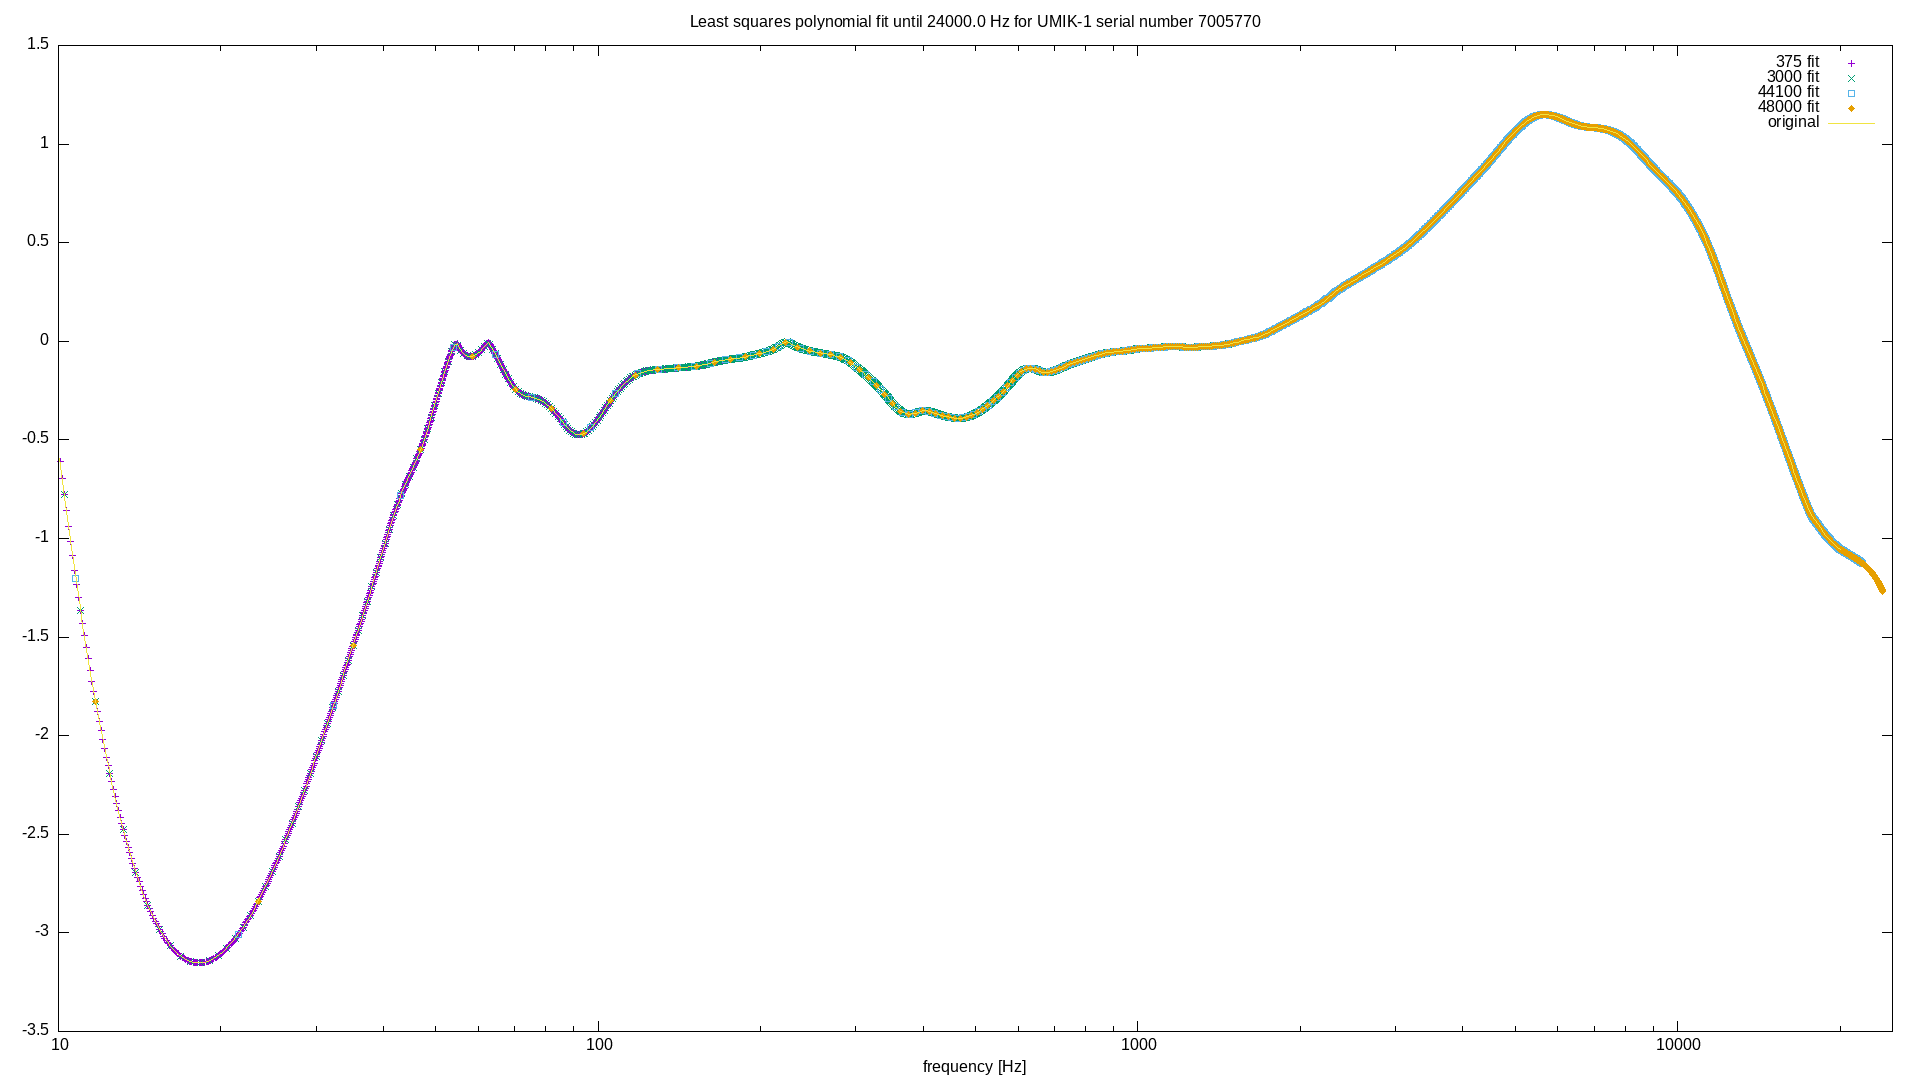 Least squares polynomial fit until 24000.0 Hz for UMIK-1 serial number 7005770
1.5
1
0.5
0
-0.5
-1
-1.5
-2
-2.5
-3
-3.5
375 fit
3000 fit
44100 fit
48000 fit
original
10
100
1000
10000
frequency [Hz]